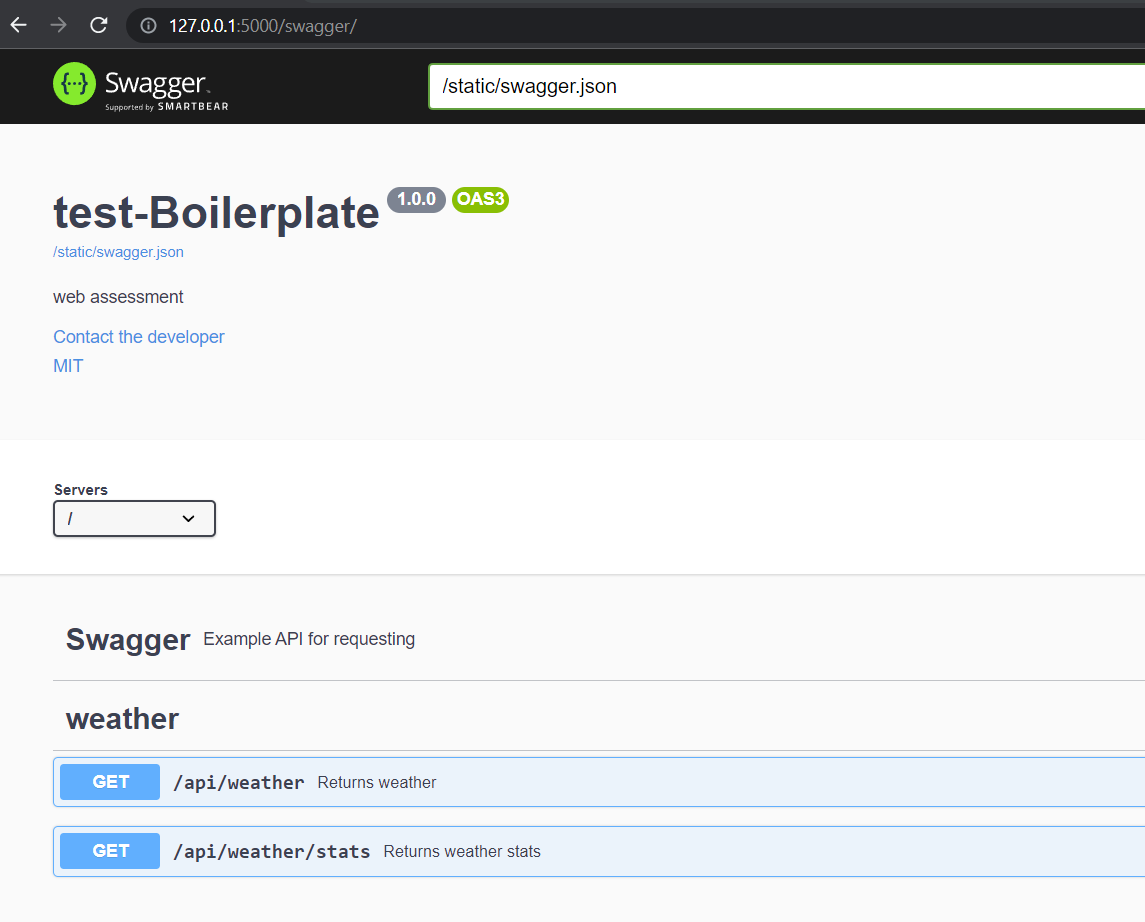 127.0.0.1:5000/swagger/
Swagger
Supported by SMARTBEAR
/static/swagger.json
test-Boilerplate 1.0.0 OAS3
/static/swagger.json
web assessment
Contact the developer
MIT
Servers
/
Swagger Example API for requesting
weather
GET /api/weather Returns weather
GET /api/weather/stats Returns weather stats